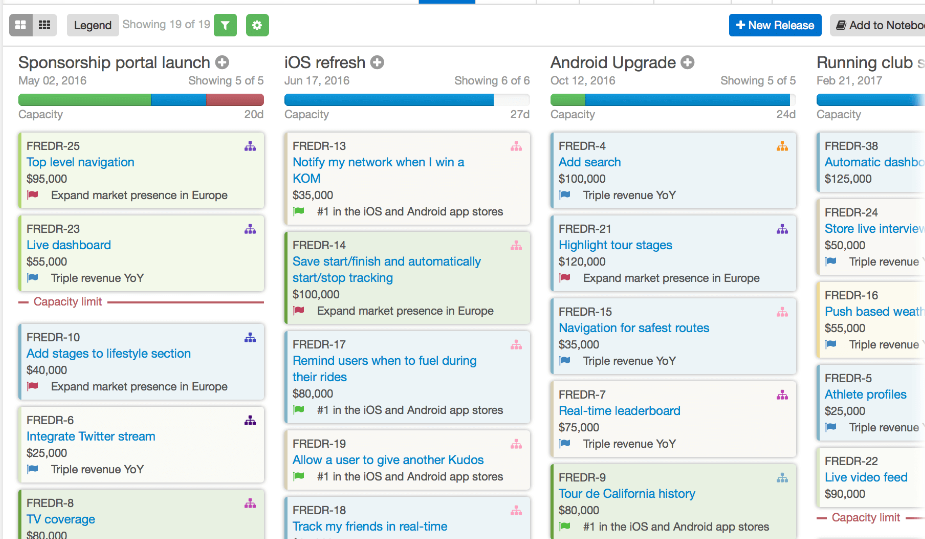 Legend
Showing 19 of 19
New Release
Add to Notebo
Sponsorship portal launch
May 02, 2016
Showing 5 of 5
Capacity
20d
FREDR-25
Top level navigation
$95,000
Expand market presence in Europe
FREDR-23
Live dashboard
$55,000
Triple revenue YoY
Capacity limit
FREDR-10
Add stages to lifestyle section
$40,000
Expand market presence in Europe
FREDR-6
Integrate Twitter stream
$25,000
Triple revenue YoY
FREDR-8
TV coverage
$80,000
iOS refresh
Jun 17, 2016
Showing 6 of 6
Capacity
27d
FREDR-13
Notify my network when I win a
KOM
$35,000
#1 in the iOS and Android app stores
FREDR-14
Save start/finish and automatically
start/stop tracking
$100,000
Expand market presence in Europe
FREDR-17
Remind users when to fuel during
their rides
$80,000
#1 in the iOS and Android app stores
FREDR-19
Allow a user to give another Kudos
#1 in the iOS and Android app stores
FREDR-18
Track my friends in real-time
Android Upgrade
Oct 12, 2016
Showing 5 of 5
Capacity
24d
FREDR-4
Add search
$100,000
Triple revenue YoY
FREDR-21
Highlight tour stages
$120,000
Expand market presence in Europe
FREDR-15
Navigation for safest routes
$35,000
Triple revenue YoY
FREDR-7
Real-time leaderboard
$75,000
Triple revenue YoY
FREDR-9
Tour de California history
$80,000
#1 in the iOS and Android app stores
Running club s
Feb 21, 2017
Capacity
FREDR-38
Automatic dashbo
$125,000
FREDR-24
Store live interview
$50,000
Triple revenue
FREDR-16
Push based weath
$55,000
Triple revenue
FREDR-5
Athlete profiles
$25,000
Triple revenue
FREDR-22
Live video feed
$90,000
Capacity limit